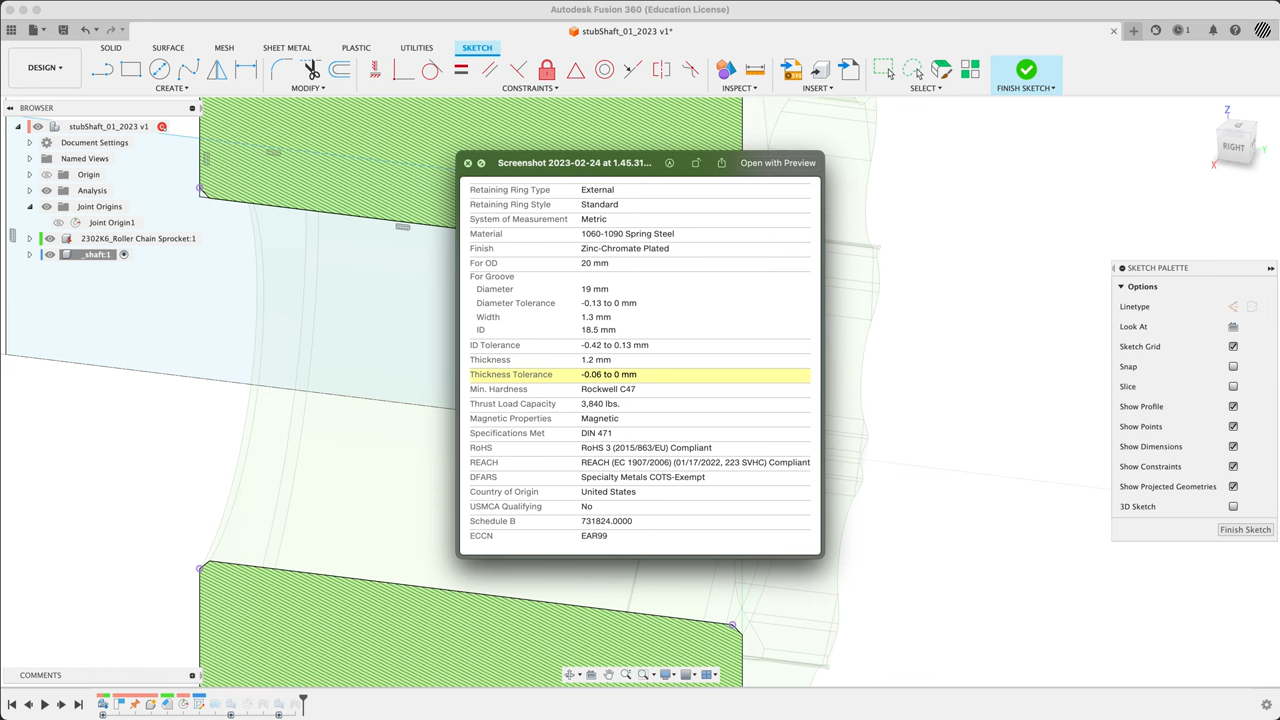 Autodesk Fusion 360 (Education License)
stubShaft_01_2023 v1*
1
DESIGN
SOLID SURFACE MESH SHEET METAL PLASTIC UTILITIES SKETCH
CREATE MODIFY CONSTRAINTS INSPECT INSERT SELECT FINISH SKETCH
BROWSER
stubShaft_01_2023 v1
Document Settings
Named Views
Origin
Analysis
Joint Origins
Joint Origin1
2302K6_Roller Chain Sprocket:1
_shaft:1
Z
RIGHT
X
Y
Screenshot 2023-02-24 at 1.45.31... Open with Preview
Retaining Ring Type External
Retaining Ring Style Standard
System of Measurement Metric
Material 1060-1090 Spring Steel
Finish Zinc-Chromate Plated
For OD 20 mm
For Groove
Diameter 19 mm
Diameter Tolerance -0.13 to 0 mm
Width 1.3 mm
ID 18.5 mm
ID Tolerance -0.42 to 0.13 mm
Thickness 1.2 mm
Thickness Tolerance -0.06 to 0 mm
Min. Hardness Rockwell C47
Thrust Load Capacity 3,840 lbs.
Magnetic Properties Magnetic
Specifications Met DIN 471
RoHS RoHS 3 (2015/863/EU) Compliant
REACH REACH (EC 1907/2006) (01/17/2022, 223 SVHC) Compliant
DFARS Specialty Metals COTS-Exempt
Country of Origin United States
USMCA Qualifying No
Schedule B 731824.0000
ECCN EAR99
SKETCH PALETTE
Options
Linetype
Look At
Sketch Grid
Snap
Slice
Show Profile
Show Points
Show Dimensions
Show Constraints
Show Projected Geometries
3D Sketch
Finish Sketch
COMMENTS